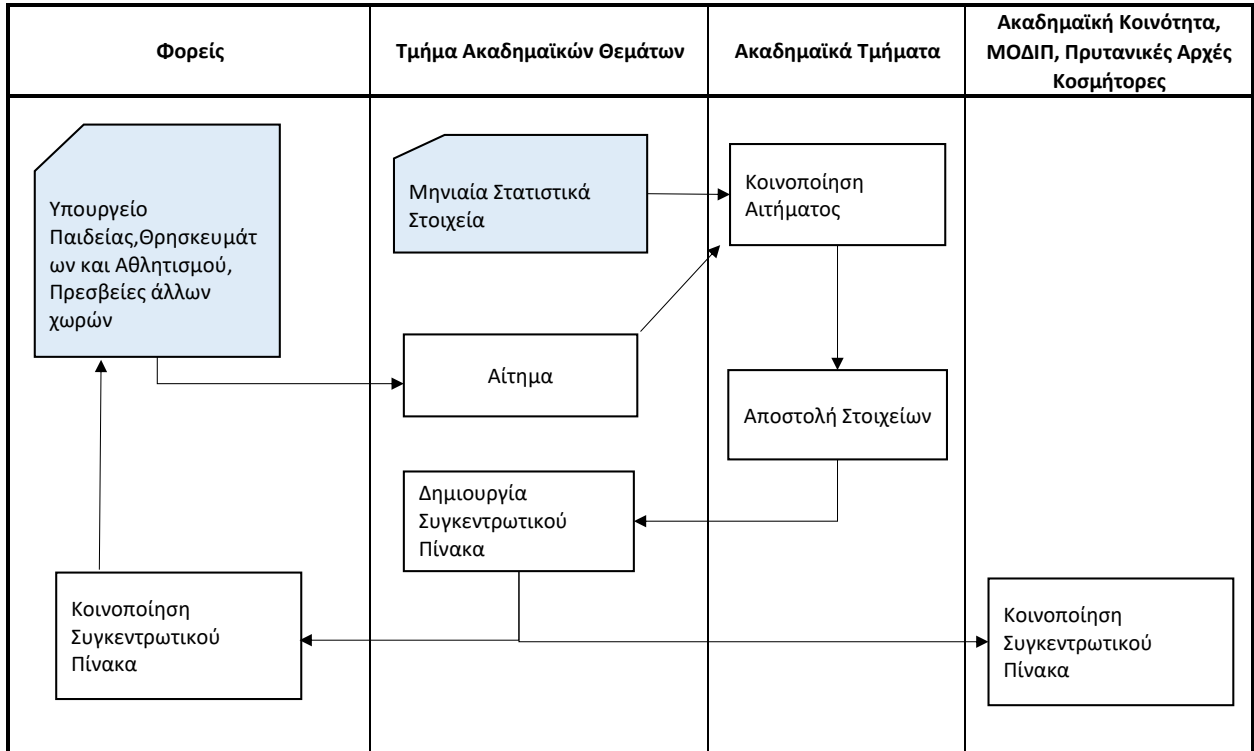 Φορείς
Τμήμα Ακαδημαϊκών Θεμάτων
Ακαδημαϊκά Τμήματα
Ακαδημαϊκή Κοινότητα,
ΜΟΔΙΠ, Πρυτανικές Αρχές
Κοσμήτορες
Υπουργείο
Παιδείας,Θρησκευμάτ
ων και Αθλητισμού,
Πρεσβείες άλλων
χωρών
Μηνιαία Στατιστικά
Στοιχεία
Κοινοποίηση
Αιτήματος
Αίτημα
Αποστολή Στοιχείων
Δημιουργία
Συγκεντρωτικού
Πίνακα
Κοινοποίηση
Συγκεντρωτικού
Πίνακα
Κοινοποίηση
Συγκεντρωτικού
Πίνακα